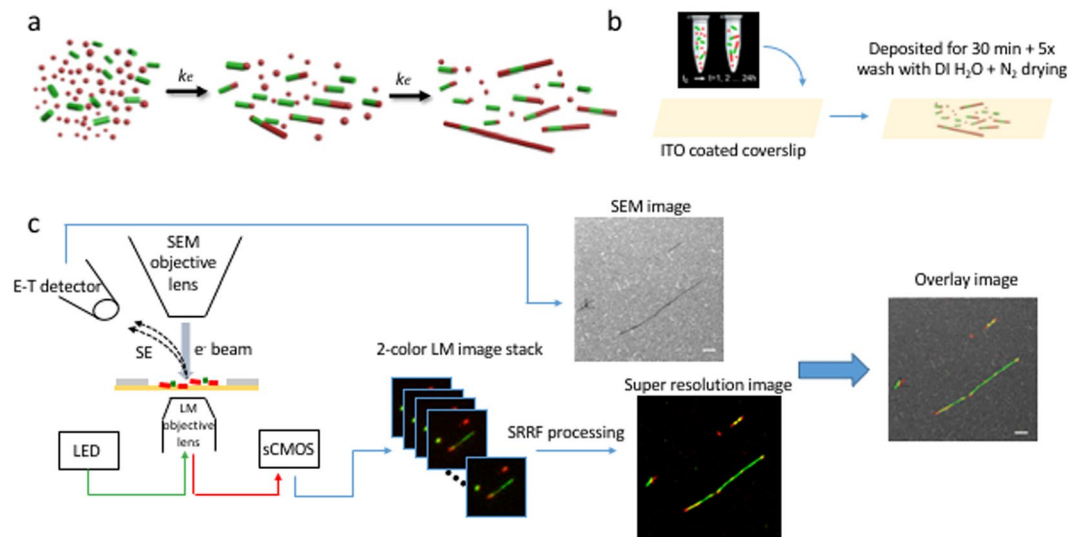 a
kₑ
kₑ
b
t₀ → t=1, 2 ... 24h
ITO coated coverslip
Deposited for 30 min + 5x
wash with DI H₂O + N₂ drying
c
E-T detector
SEM
objective
lens
SE
e⁻ beam
LM
objective
lens
LED
sCMOS
2-color LM image stack
SRRF processing
SEM image
Super resolution image
Overlay image